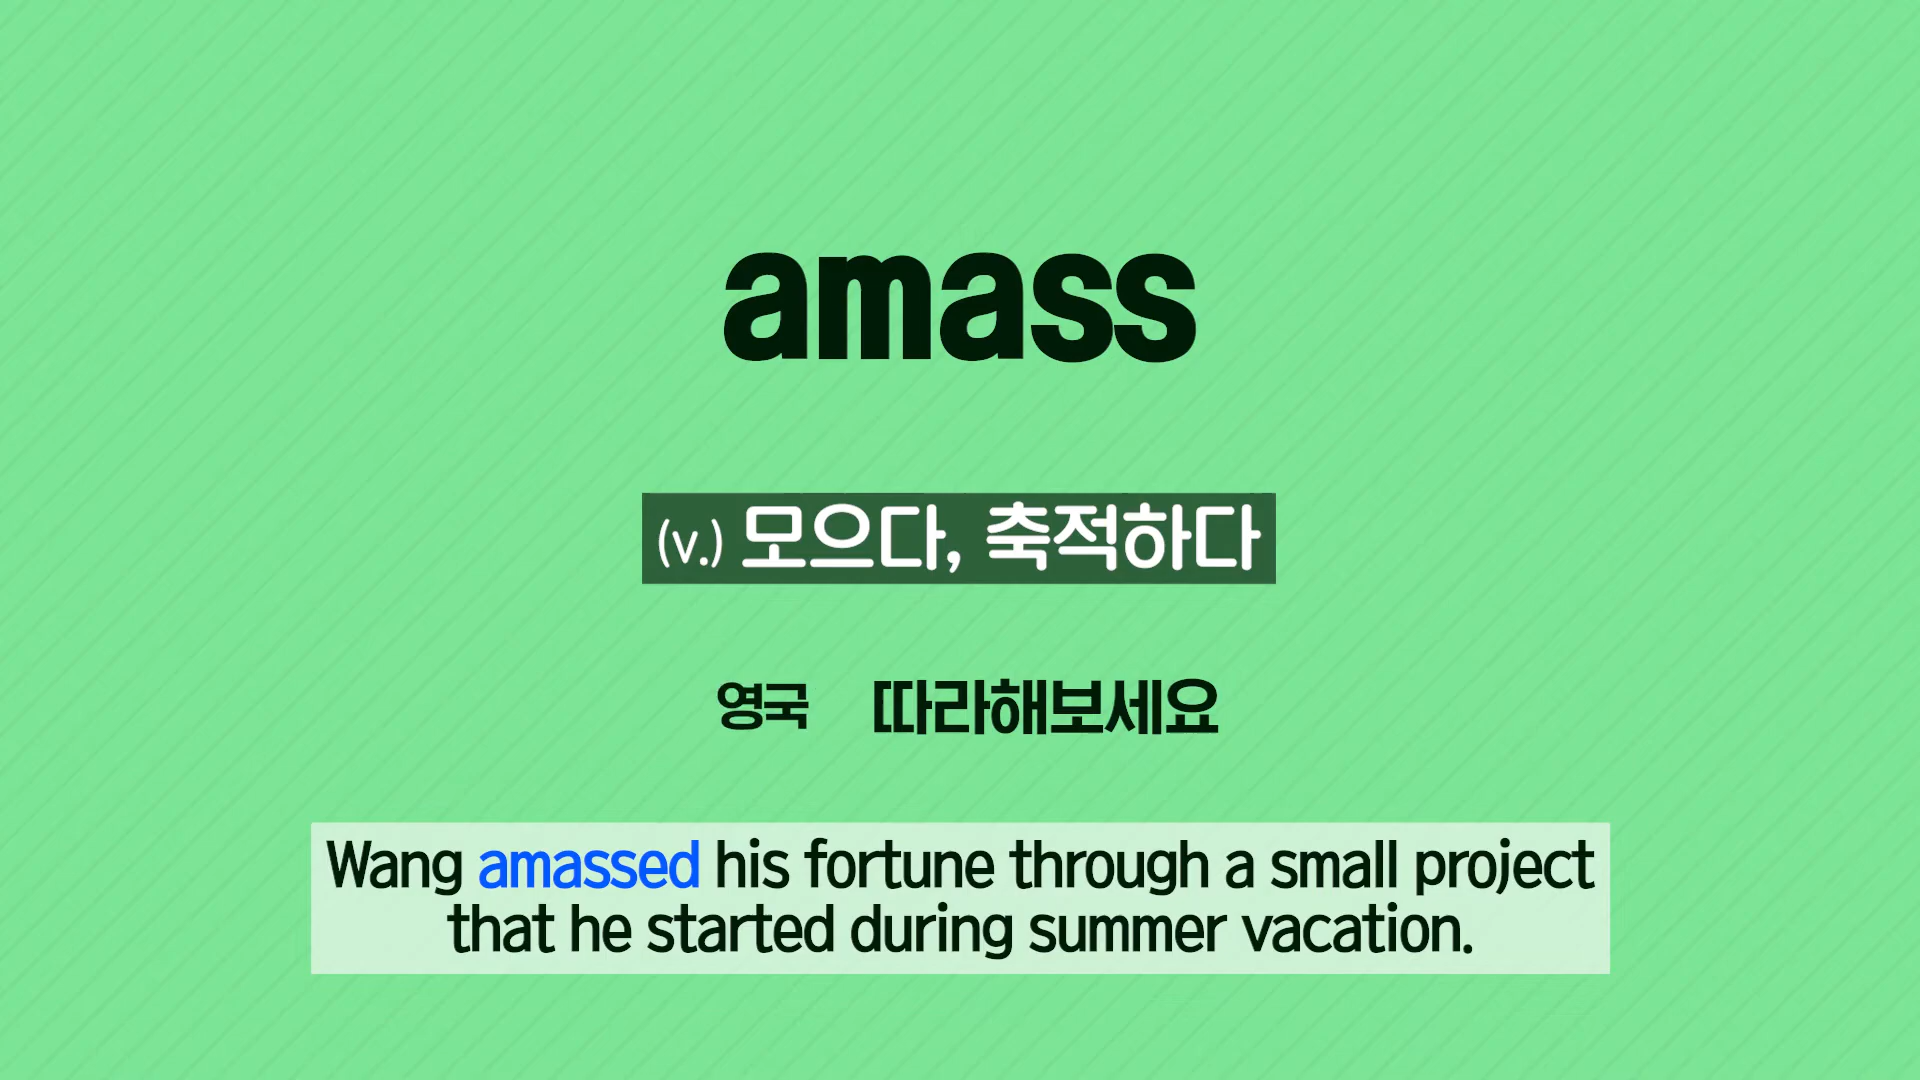 amass
(v.) 모으다, 축적하다
영국 따라해보세요
Wang amassed his fortune through a small project
that he started during summer vacation.